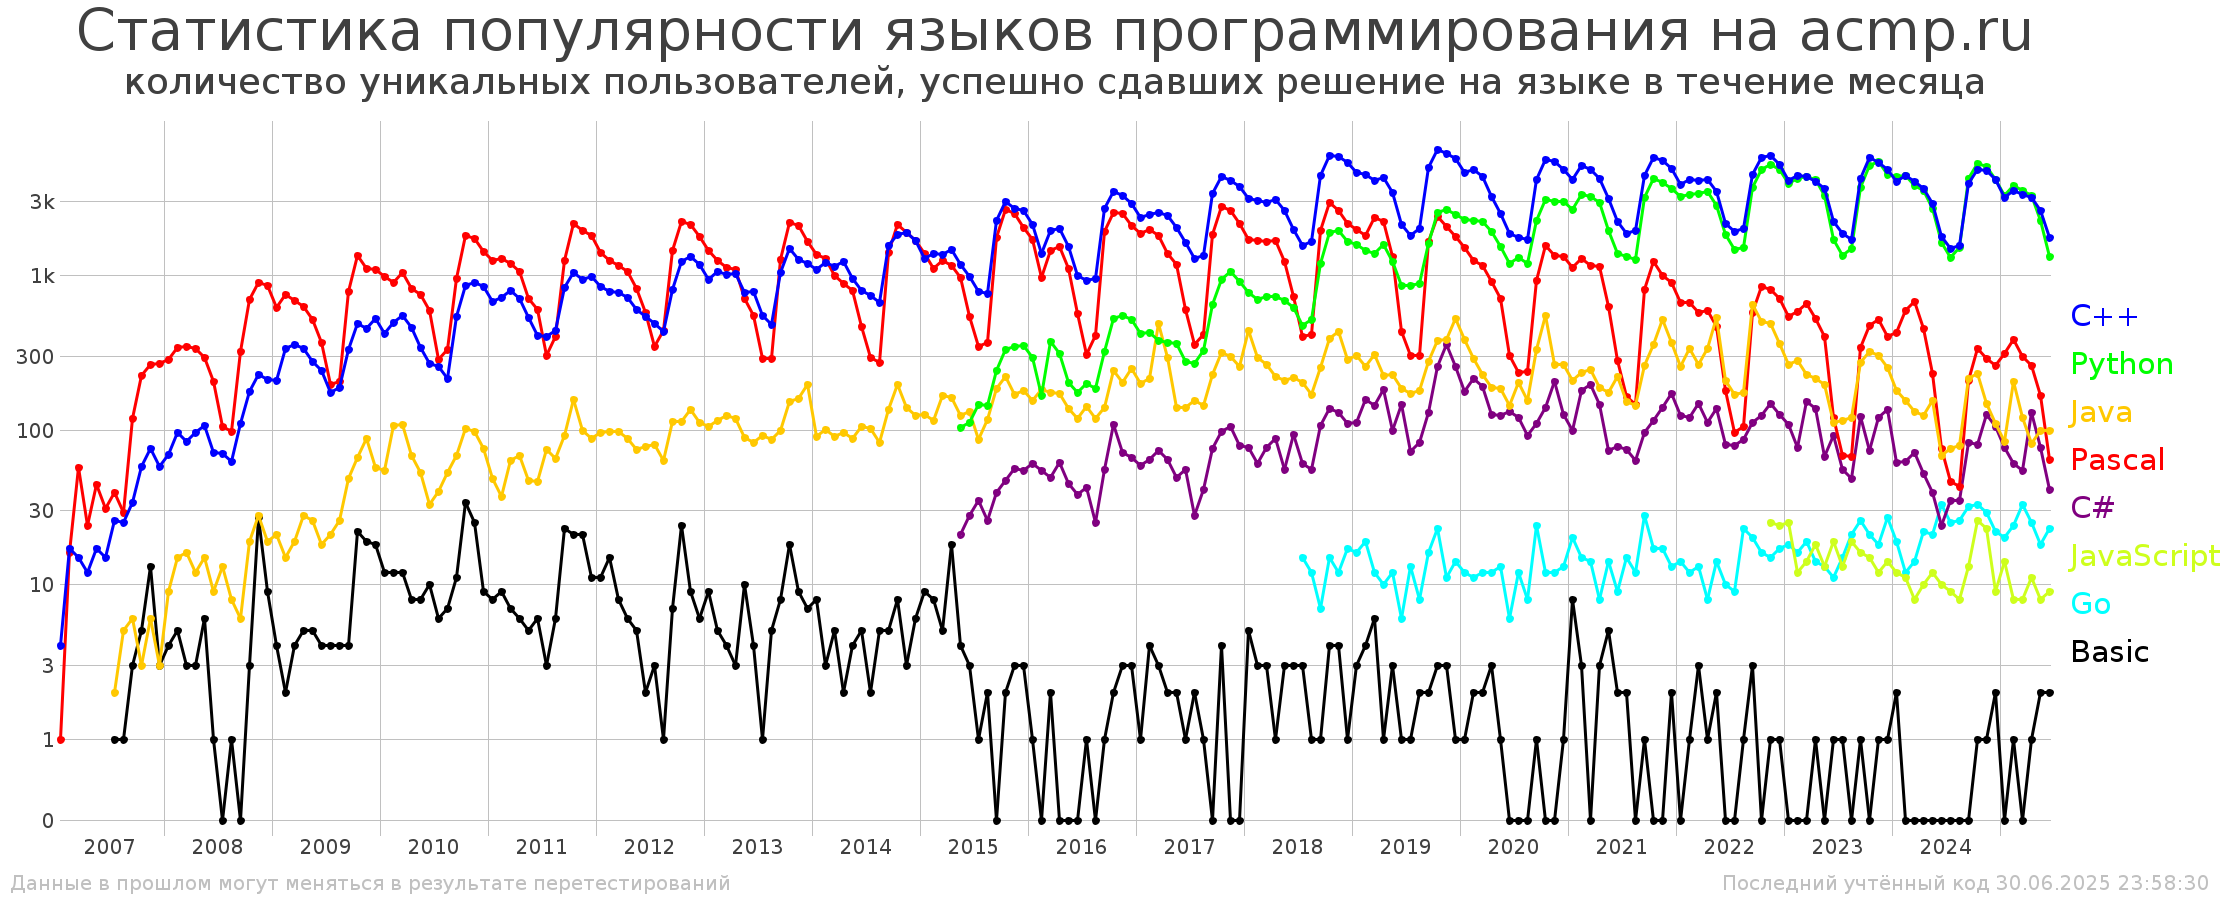 Статистика популярности языков программирования на acmp.ru
количество уникальных пользователей, успешно сдавших решение на языке в течение месяца
3k
1k
300
100
30
10
3
1
0
C++
Python
Java
Pascal
C#
JavaScript
Go
Basic
2007 2008 2009 2010 2011 2012 2013 2014 2015 2016 2017 2018 2019 2020 2021 2022 2023 2024
Данные в прошлом могут меняться в результате перетестирований
Последний учтённый код 30.06.2025 23:58:30